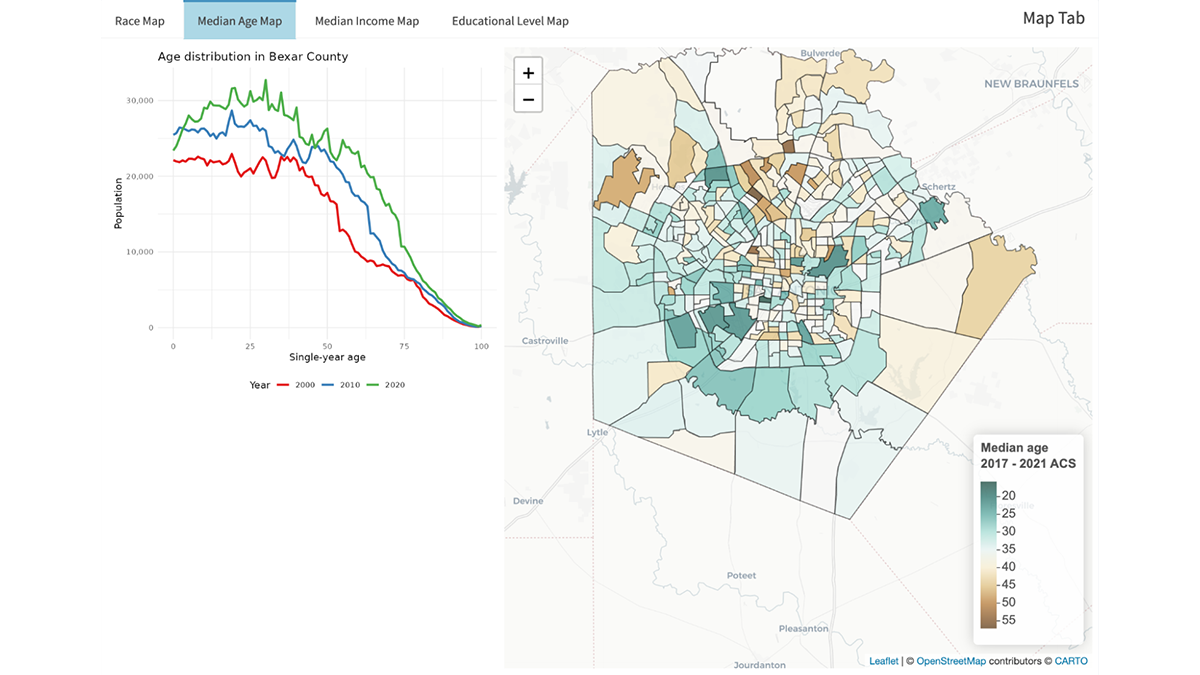 Race Map
Median Age Map
Median Income Map
Educational Level Map
Map Tab
Age distribution in Bexar County
30,000
20,000
10,000
0
Population
0
25
50
75
100
Single-year age
Year
2000
2010
2020
+
−
Bulverde
NEW BRAUNFELS
Schertz
Castroville
Lytle
Devine
Poteet
Pleasanton
Jourdanton
Median age
2017 - 2021 ACS
20
25
30
35
40
45
50
55
Leaflet | © OpenStreetMap contributors © CARTO